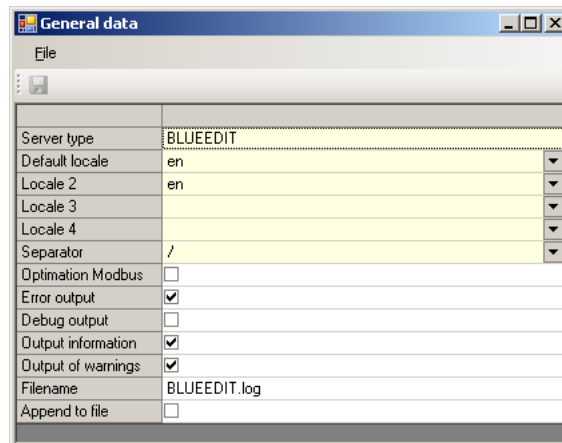 General data
File
Server type BLUEEDIT
Default locale en
Locale 2 en
Locale 3
Locale 4
Separator /
Optimation Modbus
Error output
Debug output
Output information
Output of warnings
Filename BLUEEDIT.log
Append to file